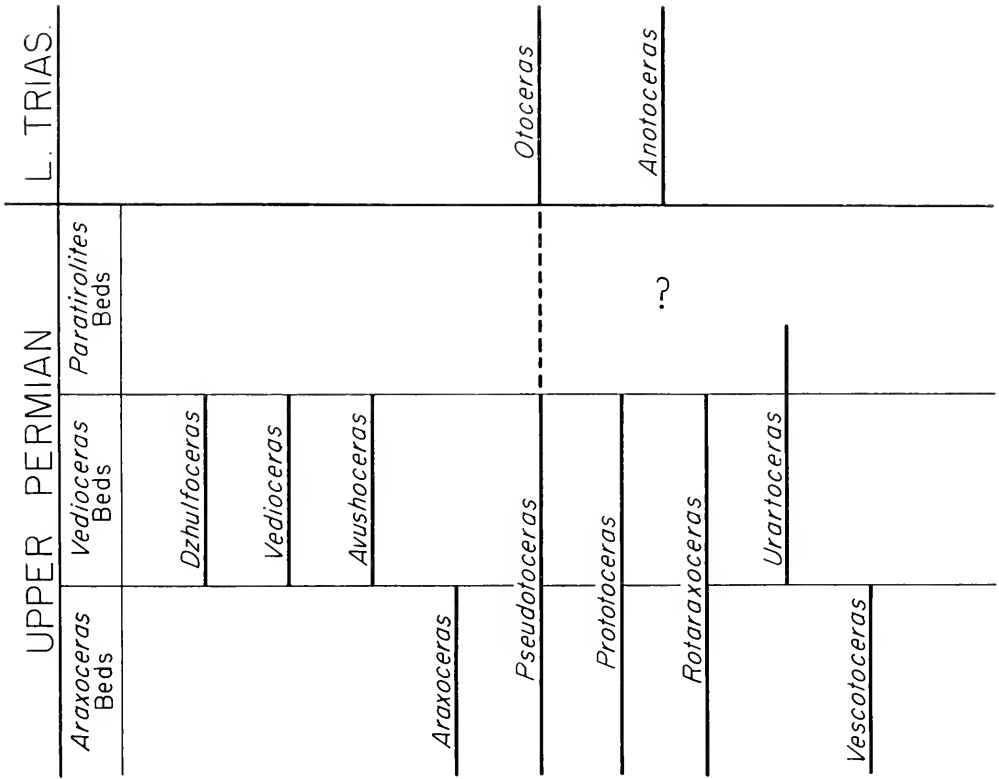 UPPER PERMIAN
L. TRIAS.
Araxoceras
Beds
Vedioceras
Beds
Paratirolites
Beds
Dzhulfoceras
Vedioceras
Avushoceras
Araxoceras
Pseudotoceras
Otoceras
Prototoceras
?
Anotoceras
Rotaraxoceras
Urartoceras
Vescotoceras